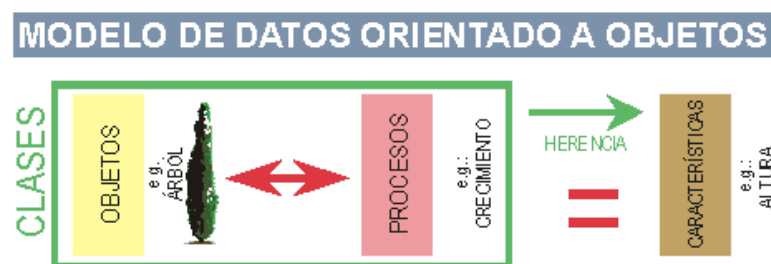 MODELO DE DATOS ORIENTADO A OBJETOS
CLASES
OBJETOS
e.g.:
ÁRBOL
PROCESOS
e.g.:
CRECIMIENTO
HERENCIA
=
CARACTERÍSTICAS
e.g.:
ALTURA